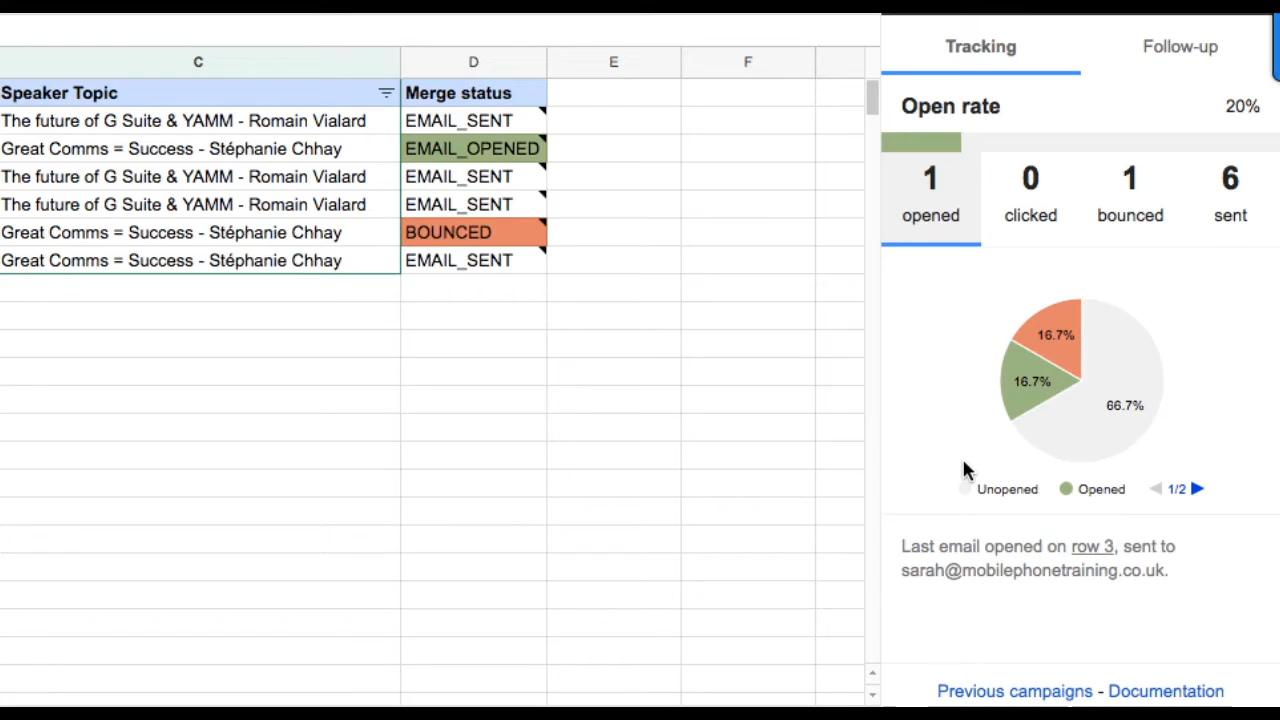 C D E F
Speaker Topic Merge status
The future of G Suite & YAMM - Romain Vialard EMAIL_SENT
Great Comms = Success - Stéphanie Chhay EMAIL_OPENED
The future of G Suite & YAMM - Romain Vialard EMAIL_SENT
The future of G Suite & YAMM - Romain Vialard EMAIL_SENT
Great Comms = Success - Stéphanie Chhay BOUNCED
Great Comms = Success - Stéphanie Chhay EMAIL_SENT
Tracking Follow-up
Open rate 20%
1 0 1 6
opened clicked bounced sent
16.7%
16.7%
66.7%
Unopened Opened 1/2
Last email opened on row 3, sent to
sarah@mobilephonetraining.co.uk.
Previous campaigns - Documentation